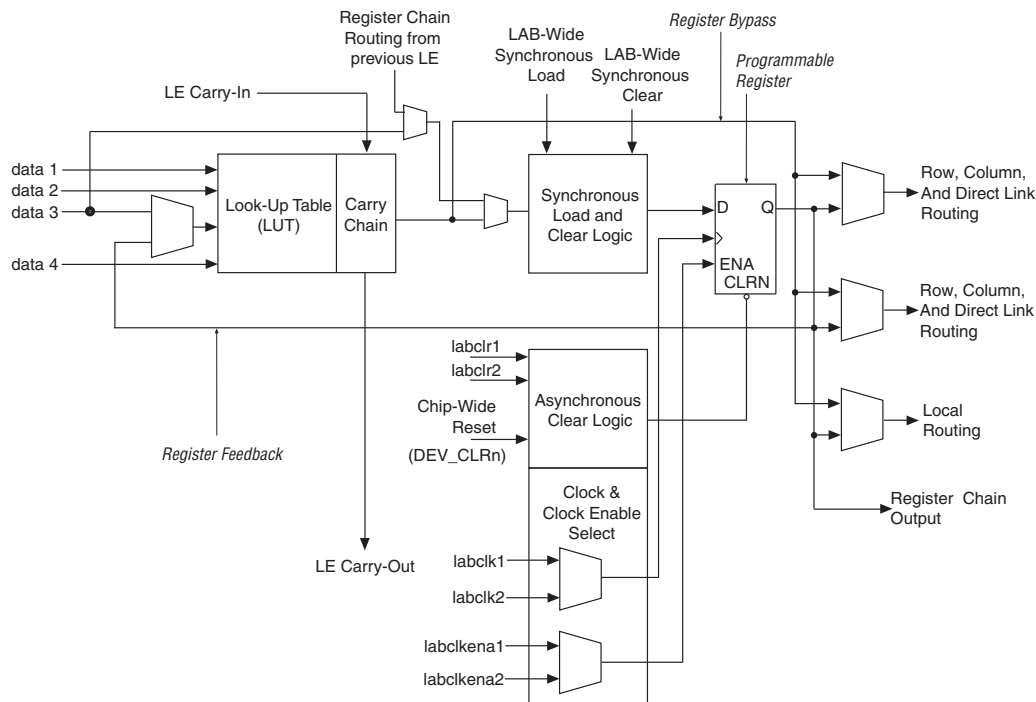 Register Chain
Routing from
previous LE
LAB-Wide
Synchronous
Load
LAB-Wide
Synchronous
Clear
Register Bypass
Programmable
Register
LE Carry-In
data 1
data 2
data 3
data 4
Look-Up Table
(LUT)
Carry
Chain
Synchronous
Load and
Clear Logic
D
Q
ENA
CLRN
Row, Column,
And Direct Link
Routing
Row, Column,
And Direct Link
Routing
Local
Routing
Register Chain
Output
Register Feedback
labclr1
labclr2
Chip-Wide
Reset
(DEV_CLRn)
Asynchronous
Clear Logic
Clock &
Clock Enable
Select
LE Carry-Out
labclk1
labclk2
labclkena1
labclkena2